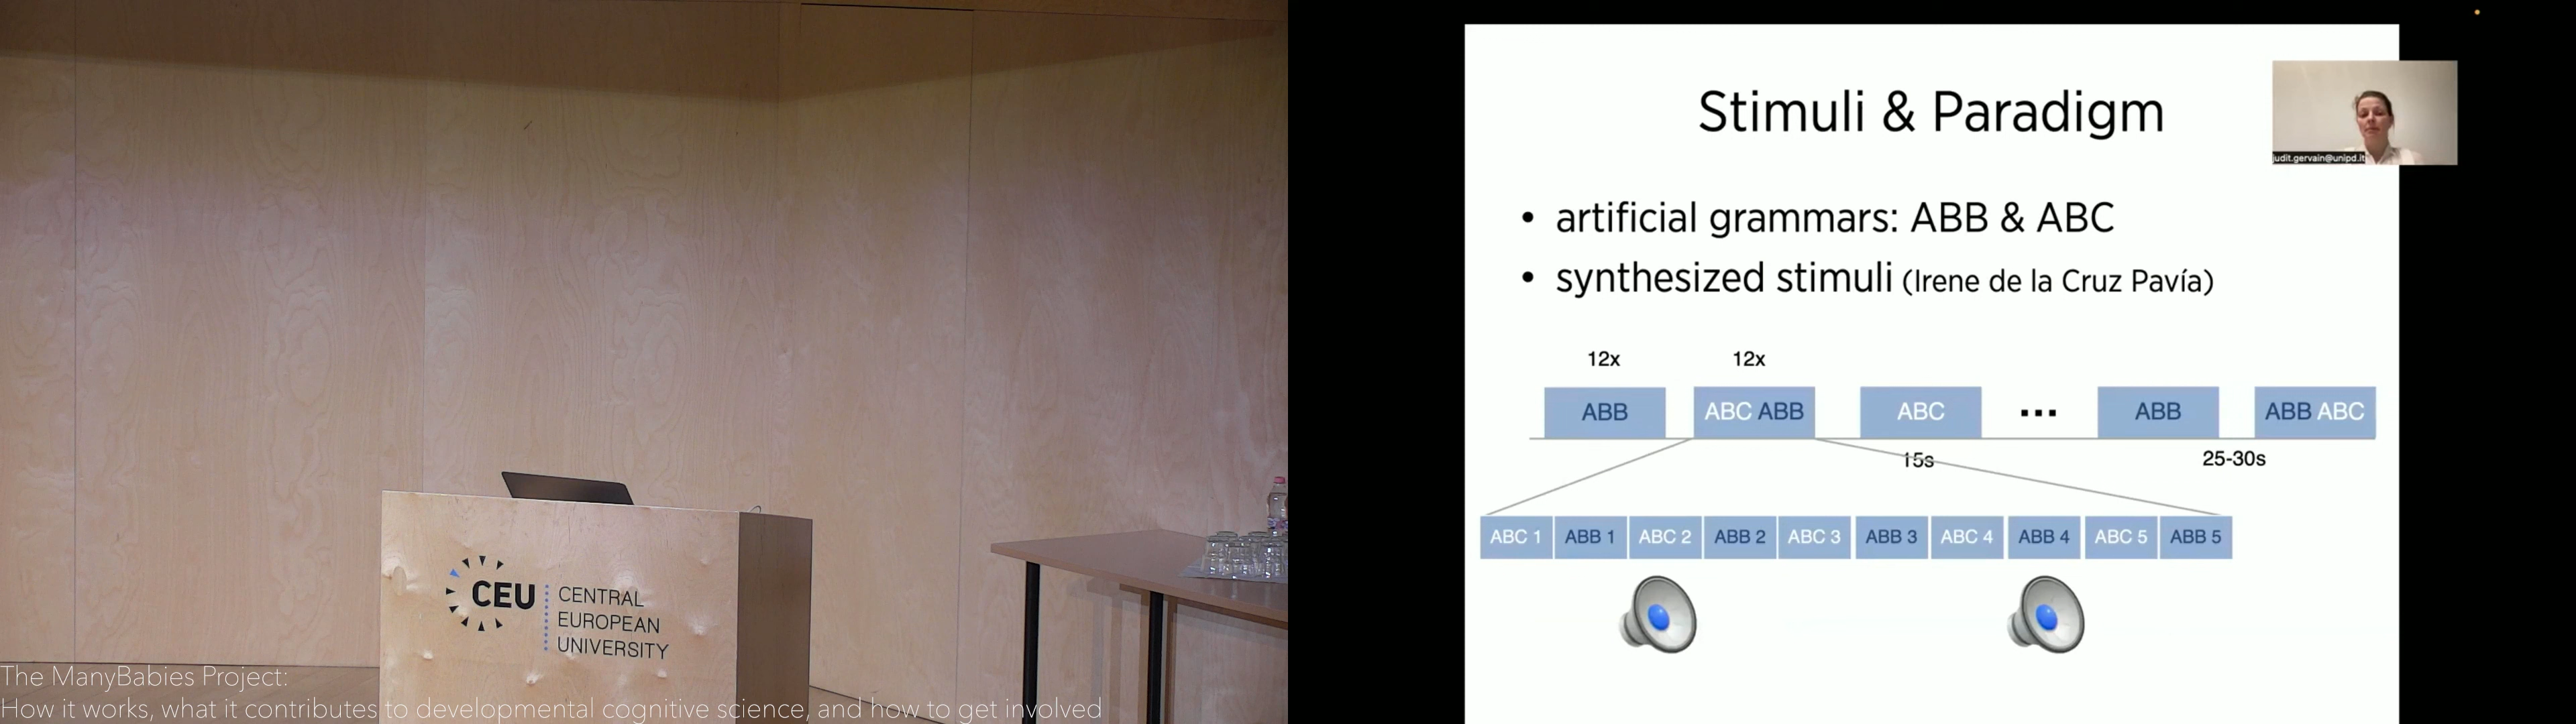 CEU
CENTRAL
EUROPEAN
UNIVERSITY
The ManyBabies Project:
How it works, what it contributes to developmental cognitive science, and how to get involved
Stimuli & Paradigm
judit.gervain@unipd.it
• artificial grammars: ABB & ABC
• synthesized stimuli (Irene de la Cruz Pavía)
12x 12x
ABB ABC ABB ABC ... ABB ABB ABC
15s 25-30s
ABC 1 ABB 1 ABC 2 ABB 2 ABC 3 ABB 3 ABC 4 ABB 4 ABC 5 ABB 5